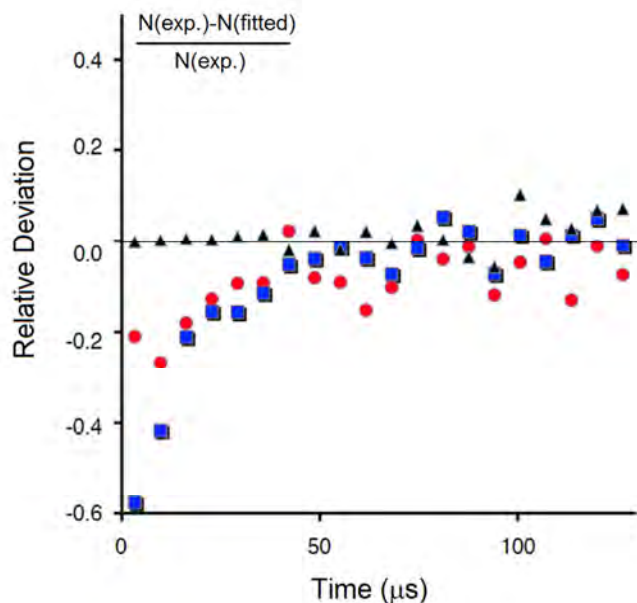 N(exp.)-N(fitted)
N(exp.)
0.4
0.2
0.0
-0.2
-0.4
-0.6
Relative Deviation
0
50
100
Time (μs)